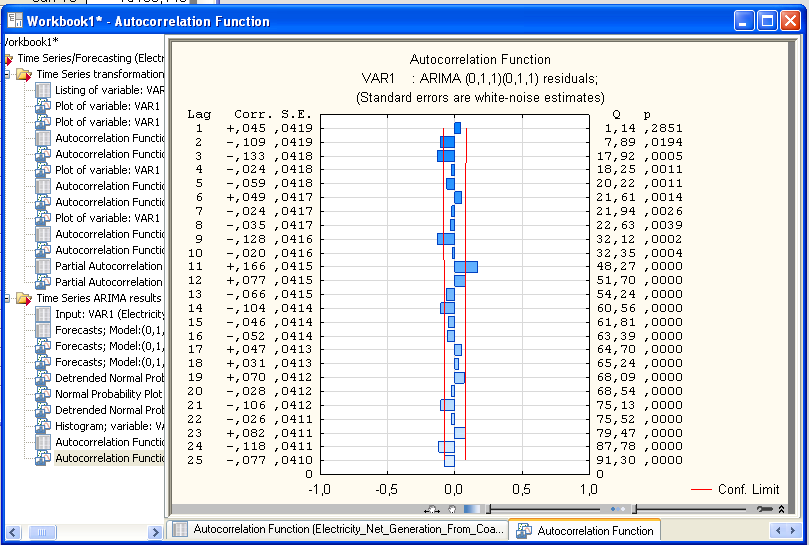 Workbook1* - Autocorrelation Function
Workbook1*
Time Series/Forecasting (Electr
Time Series transformation
Listing of variable: VAR
Plot of variable: VAR1
Plot of variable: VAR1
Autocorrelation Functio
Autocorrelation Functio
Plot of variable: VAR1
Autocorrelation Functio
Autocorrelation Functio
Plot of variable: VAR1
Autocorrelation Functio
Autocorrelation Functio
Partial Autocorrelation
Partial Autocorrelation
Time Series ARIMA results
Input: VAR1 (Electricity
Forecasts; Model:(0,1,
Forecasts; Model:(0,1,
Forecasts; Model:(0,1,
Detrended Normal Prob
Normal Probability Plot
Detrended Normal Prob
Histogram; variable: VA
Autocorrelation Functio
Autocorrelation Functio
Autocorrelation Function
VAR1 : ARIMA (0,1,1)(0,1,1) residuals;
(Standard errors are white-noise estimates)
Lag Corr. S.E. Q p
1 +,045 ,0419 1,14 ,2851
2 -,109 ,0419 7,89 ,0194
3 -,133 ,0418 17,92 ,0005
4 -,024 ,0418 18,25 ,0011
5 -,059 ,0418 20,22 ,0011
6 +,049 ,0417 21,61 ,0014
7 -,024 ,0417 21,94 ,0026
8 -,035 ,0417 22,63 ,0039
9 -,128 ,0416 32,12 ,0002
10 -,020 ,0416 32,35 ,0004
11 +,166 ,0415 48,27 ,0000
12 +,077 ,0415 51,70 ,0000
13 -,066 ,0415 54,24 ,0000
14 -,104 ,0414 60,56 ,0000
15 -,046 ,0414 61,81 ,0000
16 -,052 ,0414 63,39 ,0000
17 +,047 ,0413 64,70 ,0000
18 +,031 ,0413 65,24 ,0000
19 +,070 ,0412 68,09 ,0000
20 -,028 ,0412 68,54 ,0000
21 -,106 ,0412 75,13 ,0000
22 -,026 ,0411 75,52 ,0000
23 +,082 ,0411 79,47 ,0000
24 -,118 ,0411 87,78 ,0000
25 -,077 ,0410 91,30 ,0000
0 0
-1,0 -0,5 0,0 0,5 1,0
Conf. Limit
Autocorrelation Function (Electricity_Net_Generation_From_Coa...
Autocorrelation Function